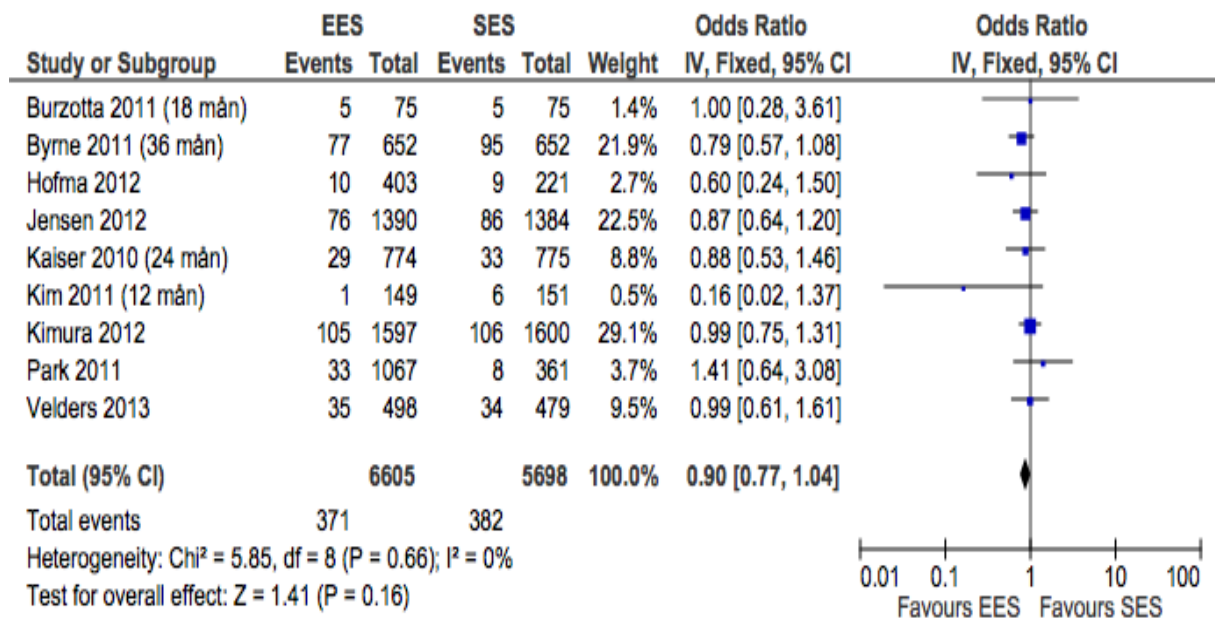 EES SES Odds Ratio Odds Ratio
Study or Subgroup Events Total Events Total Weight IV, Fixed, 95% CI IV, Fixed, 95% CI
Burzotta 2011 (18 mån) 5 75 5 75 1.4% 1.00 [0.28, 3.61]
Byrne 2011 (36 mån) 77 652 95 652 21.9% 0.79 [0.57, 1.08]
Hofma 2012 10 403 9 221 2.7% 0.60 [0.24, 1.50]
Jensen 2012 76 1390 86 1384 22.5% 0.87 [0.64, 1.20]
Kaiser 2010 (24 mån) 29 774 33 775 8.8% 0.88 [0.53, 1.46]
Kim 2011 (12 mån) 1 149 6 151 0.5% 0.16 [0.02, 1.37]
Kimura 2012 105 1597 106 1600 29.1% 0.99 [0.75, 1.31]
Park 2011 33 1067 8 361 3.7% 1.41 [0.64, 3.08]
Velders 2013 35 498 34 479 9.5% 0.99 [0.61, 1.61]
Total (95% CI) 6605 5698 100.0% 0.90 [0.77, 1.04]
Total events 371 382
Heterogeneity: Chi² = 5.85, df = 8 (P = 0.66); I² = 0%
Test for overall effect: Z = 1.41 (P = 0.16)
0.01 0.1 1 10 100
Favours EES Favours SES